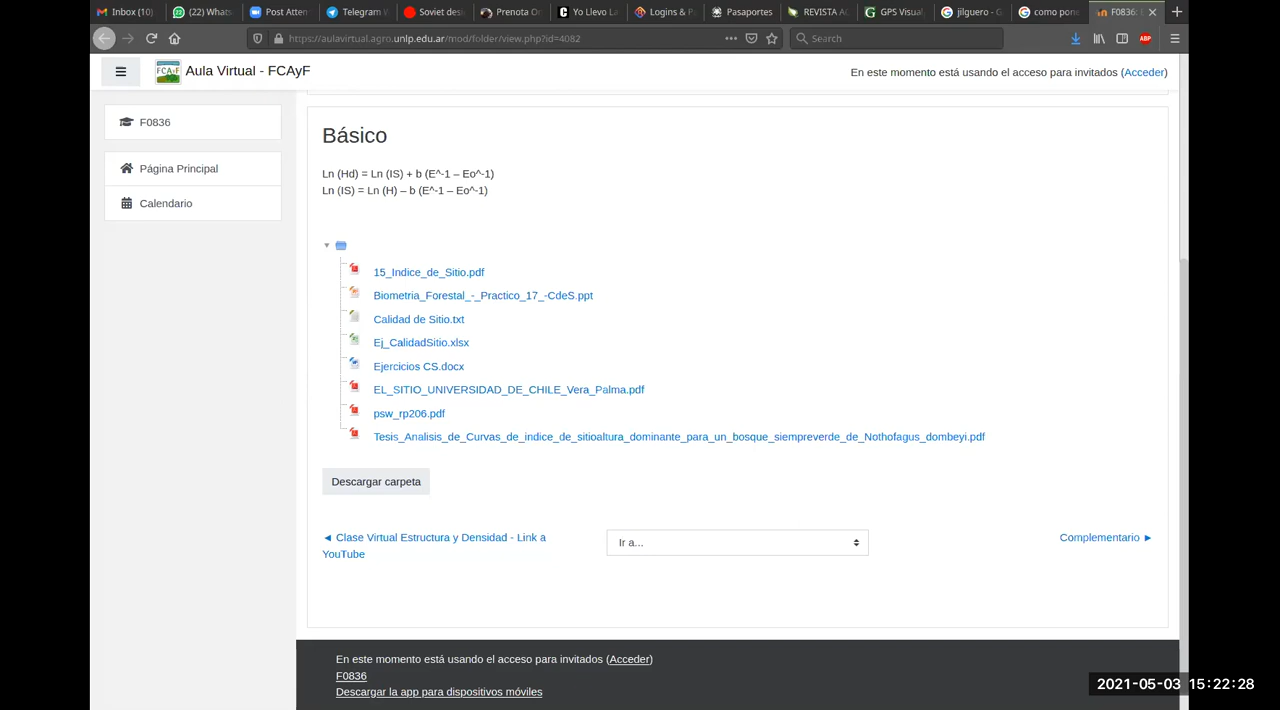 Inbox (10)
(22) Whats
Post Atten
Telegram W
Soviet desi
Prenota On
Yo Llevo La
Logins & Pa
Pasaportes
REVISTA A
GPS Visual
jilguero - G
como pone
F0836:
https://aulavirtual.agro.unlp.edu.ar/mod/folder/view.php?id=4082
Search
ABP
FCAyF
Aula Virtual - FCAyF
En este momento está usando el acceso para invitados (Acceder)
F0836
Página Principal
Calendario
Básico
Ln (Hd) = Ln (IS) + b (E^-1 – Eo^-1)
Ln (IS) = Ln (H) – b (E^-1 – Eo^-1)
15_Indice_de_Sitio.pdf
Biometria_Forestal_-_Practico_17_-CdeS.ppt
Calidad de Sitio.txt
Ej_CalidadSitio.xlsx
Ejercicios CS.docx
EL_SITIO_UNIVERSIDAD_DE_CHILE_Vera_Palma.pdf
psw_rp206.pdf
Tesis_Analisis_de_Curvas_de_indice_de_sitioaltura_dominante_para_un_bosque_siempreverde_de_Nothofagus_dombeyi.pdf
Descargar carpeta
◄ Clase Virtual Estructura y Densidad - Link a
YouTube
Ir a...
Complementario ►
En este momento está usando el acceso para invitados (Acceder)
F0836
Descargar la app para dispositivos móviles
2021-05-03 15:22:28